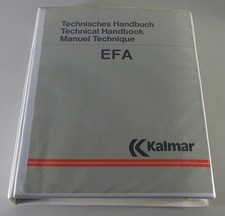 Technisches Handbuch
Technical Handbook
Manuel Technique
EFA
Kalmar